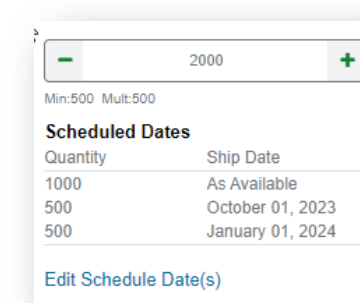 − 2000 +
Min:500 Mult:500
Scheduled Dates
Quantity Ship Date
1000 As Available
500 October 01, 2023
500 January 01, 2024
Edit Schedule Date(s)